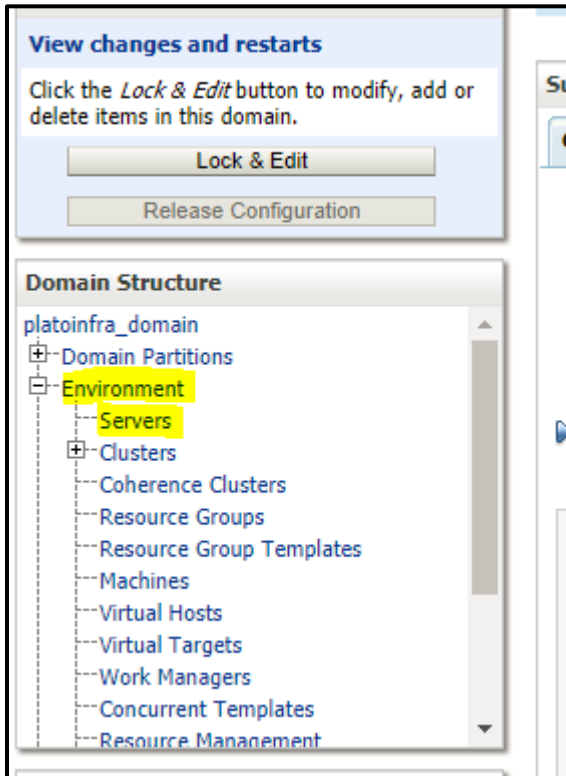 View changes and restarts
Click the Lock & Edit button to modify, add or
delete items in this domain.
Lock & Edit
Release Configuration
Domain Structure
platoinfra_domain
Domain Partitions
Environment
Servers
Clusters
Coherence Clusters
Resource Groups
Resource Group Templates
Machines
Virtual Hosts
Virtual Targets
Work Managers
Concurrent Templates
Resource Management